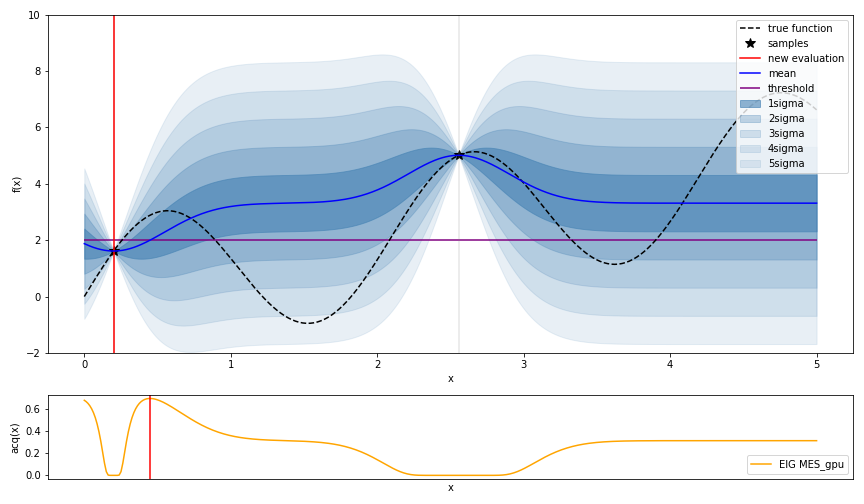 10
8
6
4
2
0
−2
f(x)
true function
samples
new evaluation
mean
threshold
1sigma
2sigma
3sigma
4sigma
5sigma
0 1 2 3 4 5
x
0.6
0.4
0.2
0.0
acq(x)
EIG MES_gpu
x